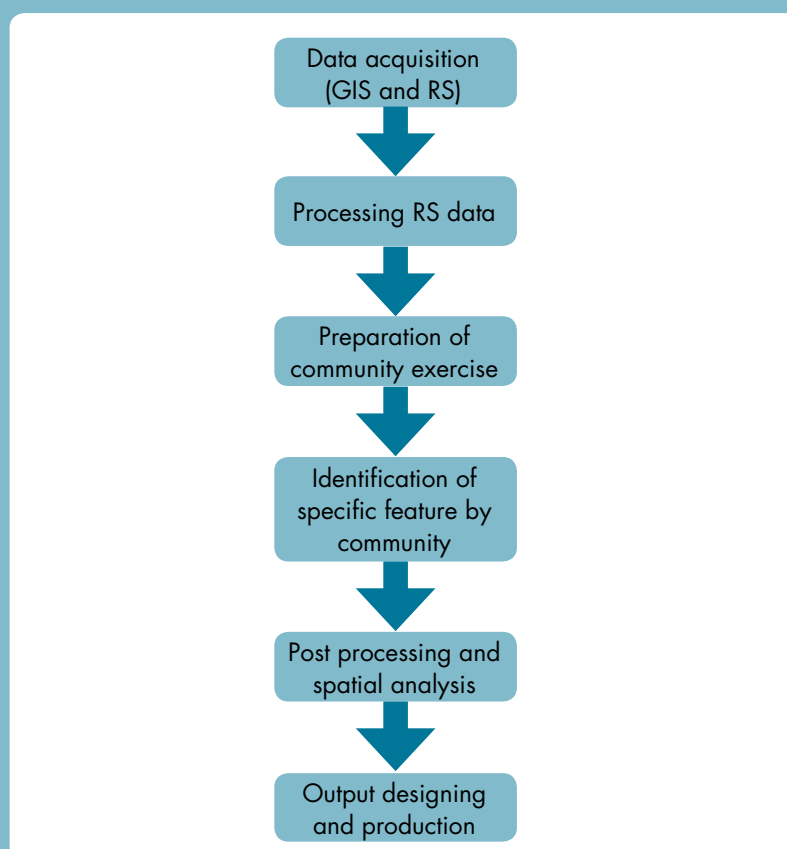 Data acquisition
(GIS and RS)
Processing RS data
Preparation of
community exercise
Identification of
specific feature by
community
Post processing and
spatial analysis
Output designing
and production